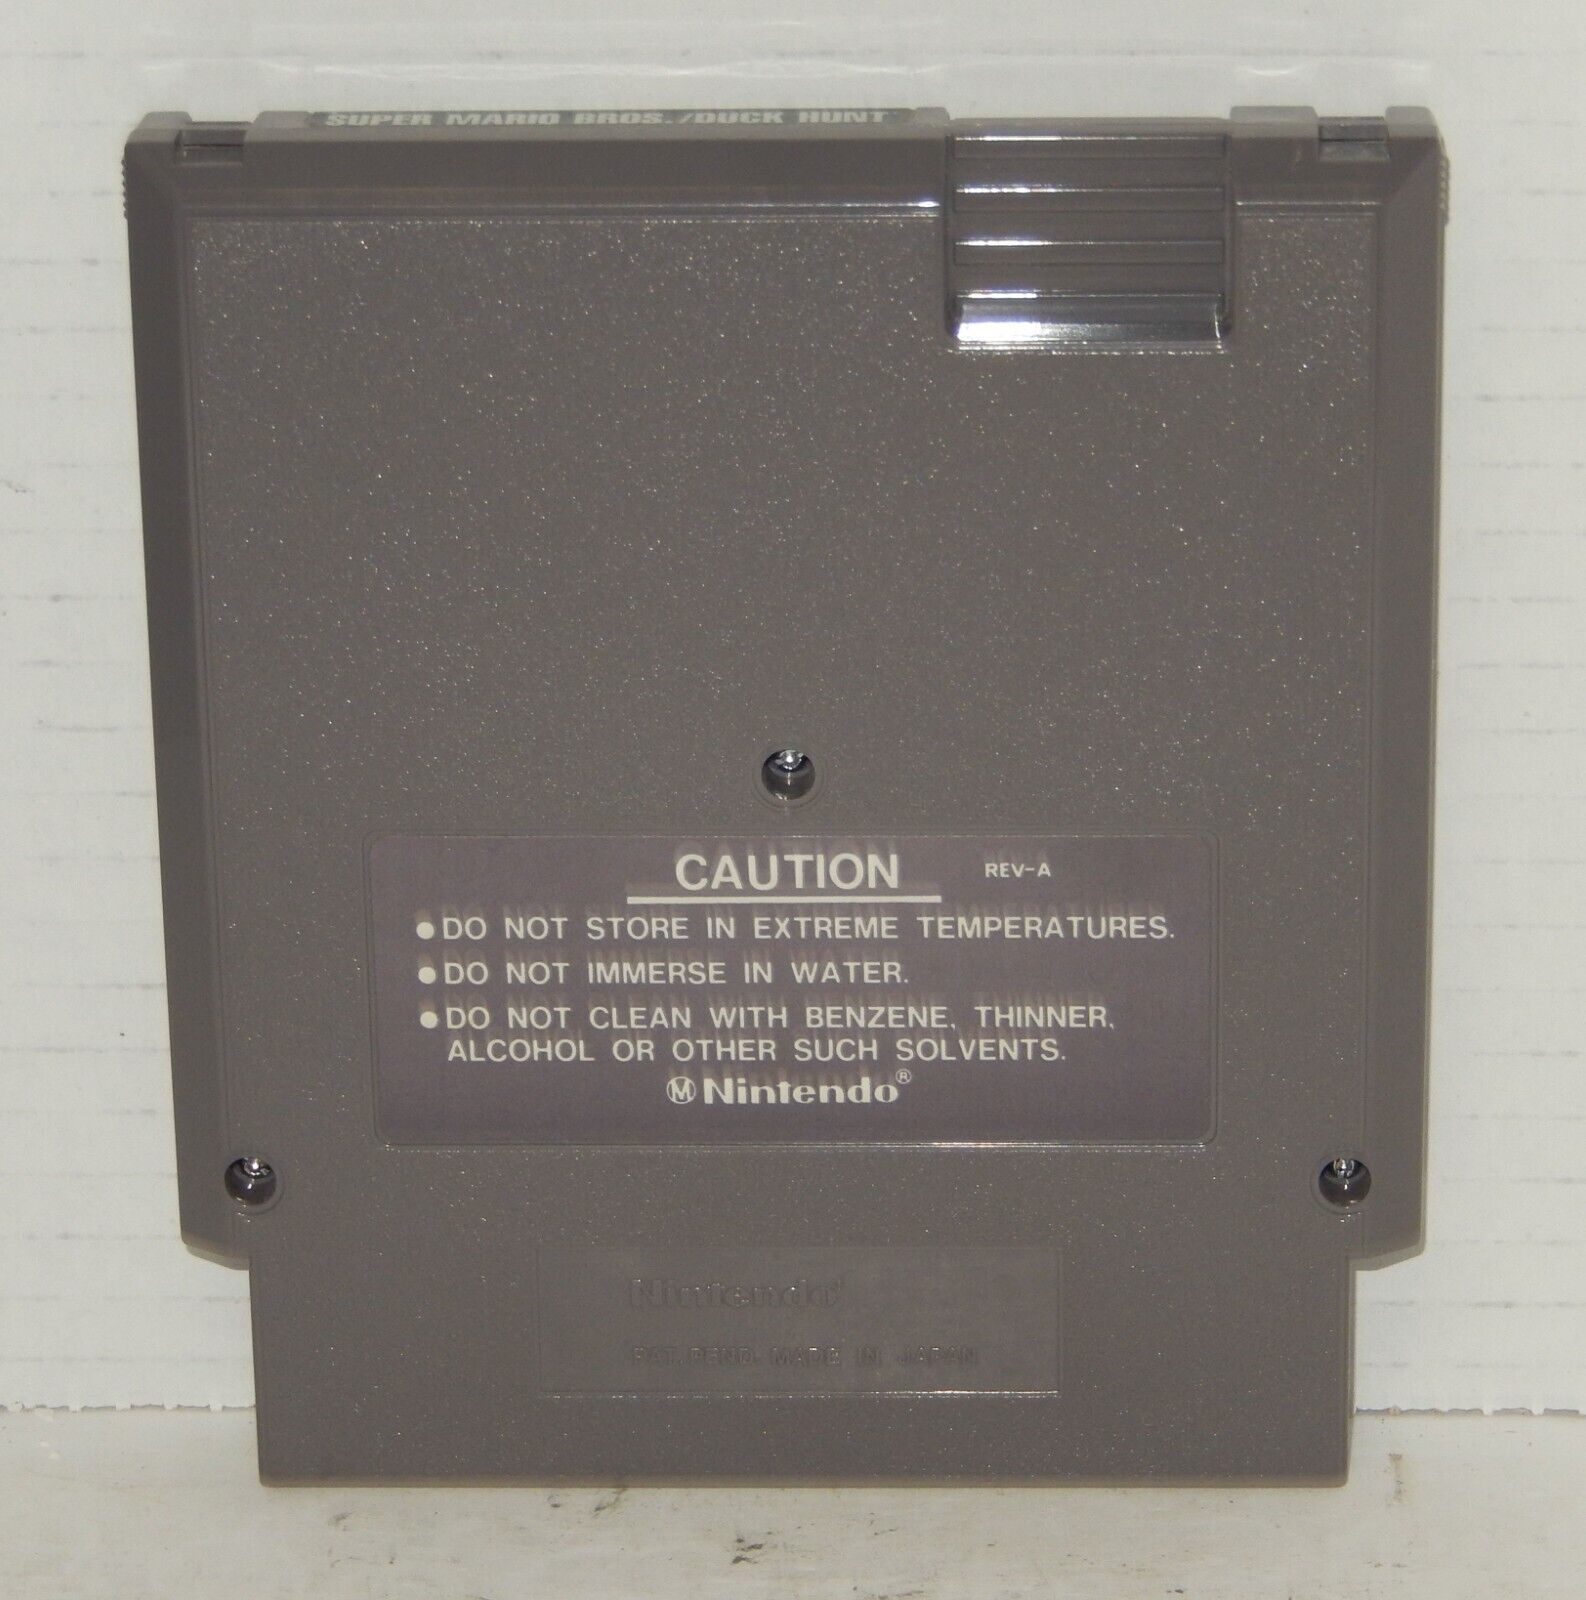 SUPER MARIO BROS./DUCK HUNT
CAUTION REV-A
●DO NOT STORE IN EXTREME TEMPERATURES.
●DO NOT IMMERSE IN WATER.
●DO NOT CLEAN WITH BENZENE, THINNER,
ALCOHOL OR OTHER SUCH SOLVENTS.
Ⓜ Nintendo®
Nintendo®
PAT. PEND. MADE IN JAPAN